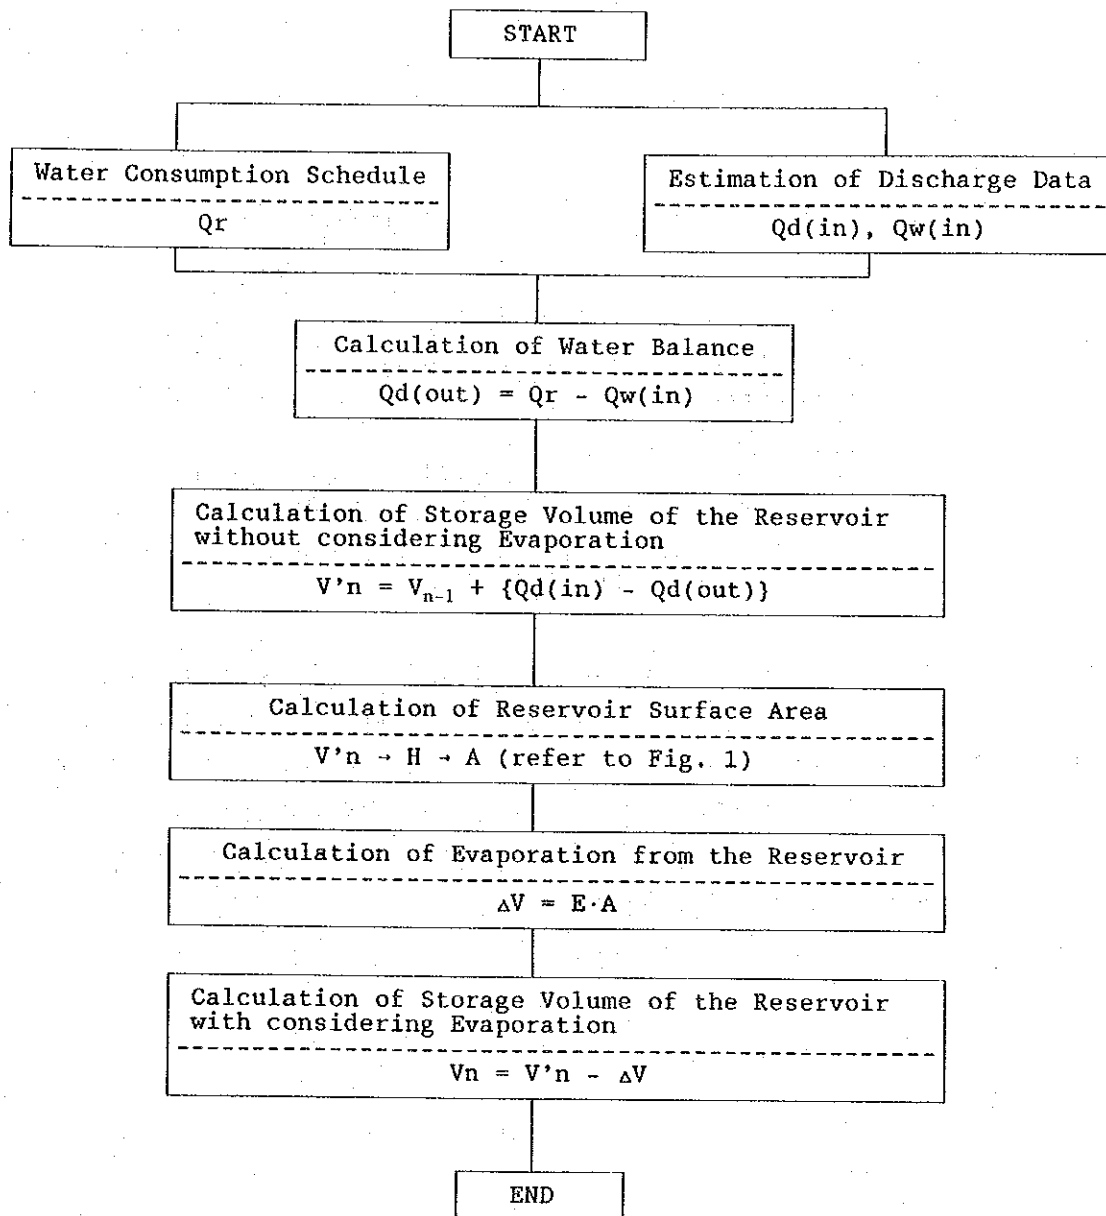 START
Water Consumption Schedule
Qr
Estimation of Discharge Data
Qd(in), Qw(in)
Calculation of Water Balance
Qd(out) = Qr - Qw(in)
Calculation of Storage Volume of the Reservoir
without considering Evaporation
V'n = Vn-1 + {Qd(in) - Qd(out)}
Calculation of Reservoir Surface Area
V'n → H → A (refer to Fig. 1)
Calculation of Evaporation from the Reservoir
ΔV = E·A
Calculation of Storage Volume of the Reservoir
with considering Evaporation
Vn = V'n - ΔV
END